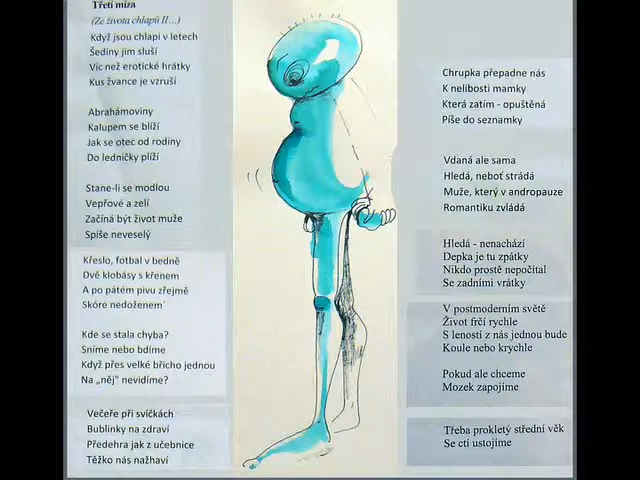 Třetí míza
(Ze života chlapů II…)
Když jsou chlapi v letech
Šediny jim sluší
Víc než erotické hrátky
Kus žvance je vzruší
Abrahámoviny
Kalupem se blíží
Jak se otec od rodiny
Do ledničky plíží
Stane-li se modlou
Vepřové a zelí
Začíná být život muže
Spíše neveselý
Křeslo, fotbal v bedně
Dvě klobásy s křenem
A po pátém pivu zřejmě
Skóre nedoženem´
Kde se stala chyba?
Sníme nebo bdíme
Když přes velké břicho jednou
Na „něj" nevidíme?
Večeře při svíčkách
Bublinky na zdraví
Předehra jak z učebnice
Těžko nás nažhaví
Chrupka přepadne nás
K nelibosti mamky
Která zatím - opuštěná
Píše do seznamky
Vdaná ale sama
Hledá, neboť strádá
Muže, který v andropauze
Romantiku zvládá
Hledá - nenachází
Depka je tu zpátky
Nikdo prostě nepočítal
Se zadními vrátky
V postmoderním světě
Život frčí rychle
S leností z nás jednou bude
Koule nebo krychle
Pokud ale chceme
Mozek zapojíme
Třeba prokletý střední věk
Se ctí ustojíme